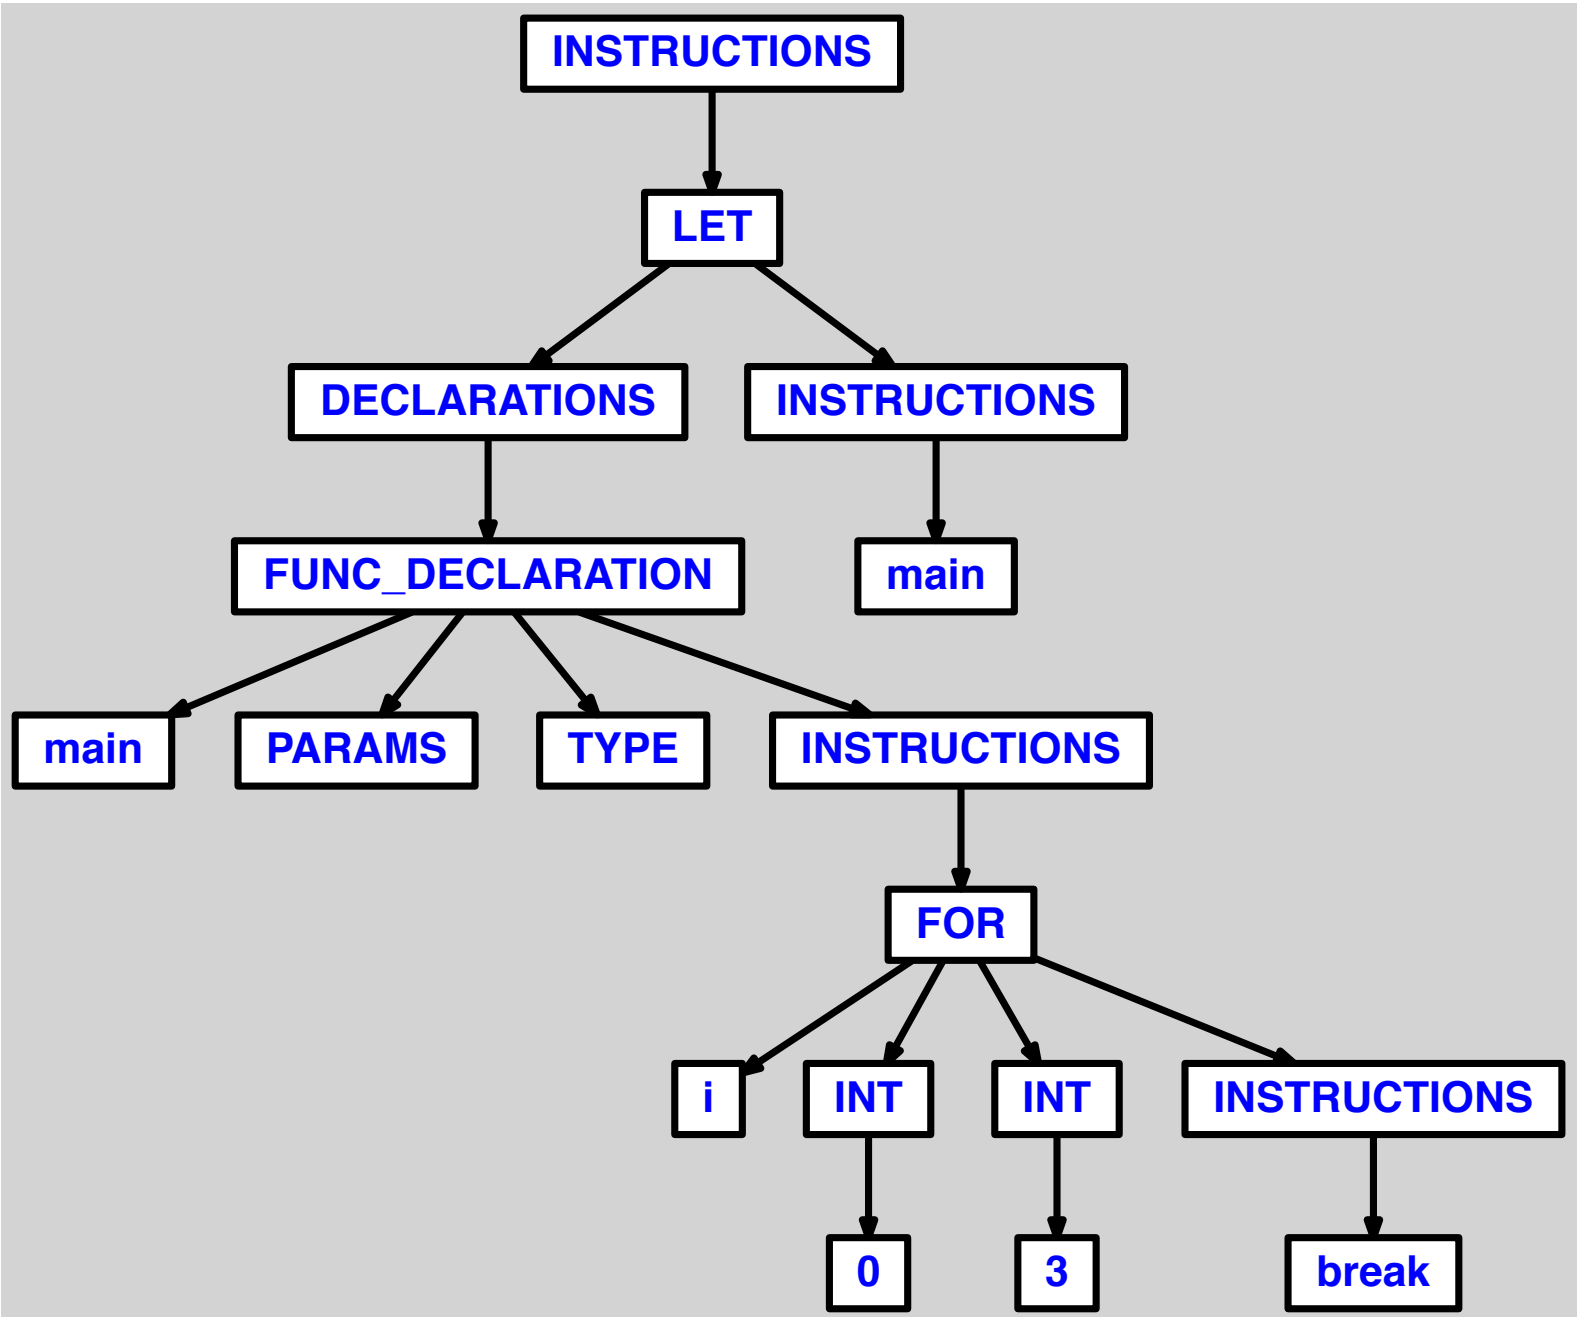 INSTRUCTIONS
LET
DECLARATIONS
INSTRUCTIONS
FUNC_DECLARATION
main
main
PARAMS
TYPE
INSTRUCTIONS
FOR
i
INT
INT
INSTRUCTIONS
0
3
break